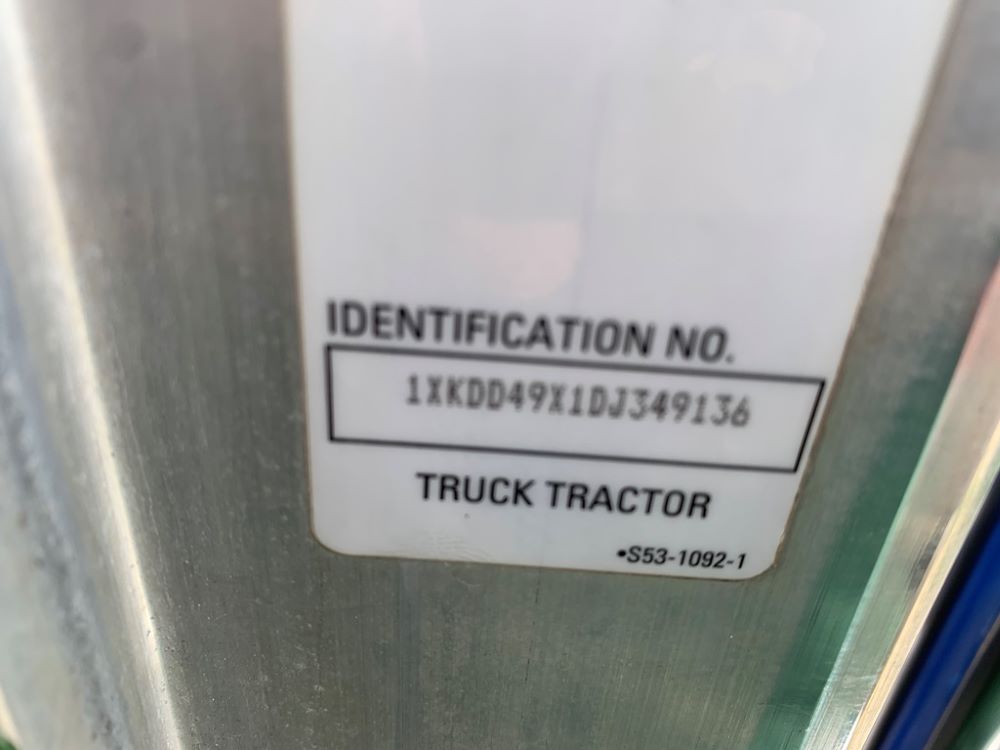 IDENTIFICATION NO.
1XKDD49X1DJ349136
TRUCK TRACTOR
•S53-1092-1